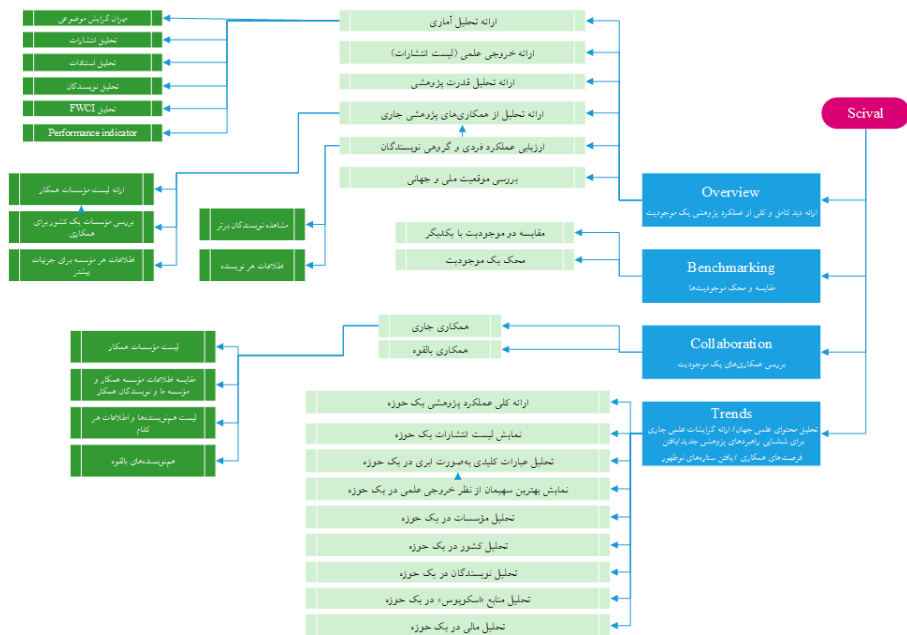 Scival
Overview
ارائه دید کامل و کلی از عملکرد پژوهشی یک موجودیت
ارائه تحلیل آماری
میزان گرایش موضوعی
تحلیل انتشارات
تحلیل استنادات
تحلیل نویسندگان
تحلیل FWCI
Performance indicator
ارائه خروجی علمی (لیست انتشارات)
ارائه تحلیل قدرت پژوهشی
ارائه تحلیل از همکاری‌های پژوهشی جاری
ارائه لیست مؤسسات همکار
بررسی مؤسسات یک کشور برای
همکاری
اطلاعات هر مؤسسه برای جزئیات
بیشتر
ارزیابی عملکرد فردی و گروهی نویسندگان
مشاهده نویسندگان برتر
اطلاعات هر نویسنده
بررسی موقعیت ملی و جهانی
Benchmarking
مقایسه و محک موجودیت‌ها
مقایسه دو موجودیت با یکدیگر
محک یک موجودیت
Collaboration
بررسی همکاری‌های یک موجودیت
همکاری جاری
همکاری بالقوه
لیست مؤسسات همکار
مقایسه اطلاعات مؤسسه همکار و
مؤسسه ما و نویسندگان همکار
لیست هم‌نویسنده‌ها و اطلاعات هر
کدام
هم‌نویسنده‌های بالقوه
Trends
تحلیل محتوای علمی جهان/ ارائه گرایشات علمی جاری
برای شناسایی راهبردهای پژوهشی جدید/یافتن
فرصت‌های همکاری /یافتن ستاره‌های نوظهور
ارائه کلی عملکرد پژوهشی یک حوزه
نمایش لیست انتشارات یک حوزه
تحلیل عبارات کلیدی به‌صورت ابری در یک حوزه
نمایش بهترین سهیمان از نظر خروجی علمی در یک حوزه
تحلیل مؤسسات در یک حوزه
تحلیل کشور در یک حوزه
تحلیل نویسندگان در یک حوزه
تحلیل منابع «اسکوپوس» در یک حوزه
تحلیل مالی در یک حوزه